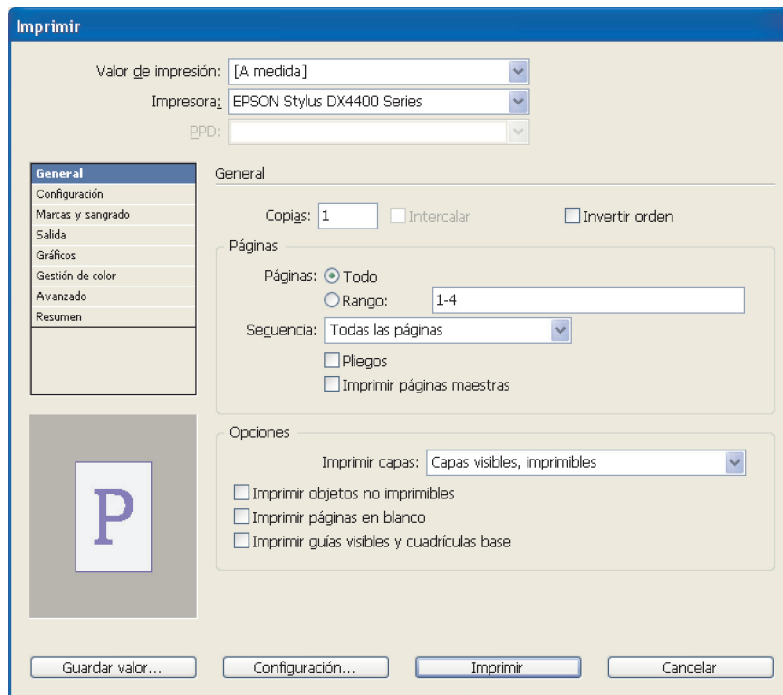 Imprimir
Valor de impresión: [A medida]
Impresora: EPSON Stylus DX4400 Series
PPD:
General
Configuración
Marcas y sangrado
Salida
Gráficos
Gestión de color
Avanzado
Resumen
General
Copias: 1 Intercalar Invertir orden
Páginas
Páginas: Todo
Rango: 1-4
Secuencia: Todas las páginas
Pliegos
Imprimir páginas maestras
P
Opciones
Imprimir capas: Capas visibles, imprimibles
Imprimir objetos no imprimibles
Imprimir páginas en blanco
Imprimir guías visibles y cuadrículas base
Guardar valor... Configuración... Imprimir Cancelar